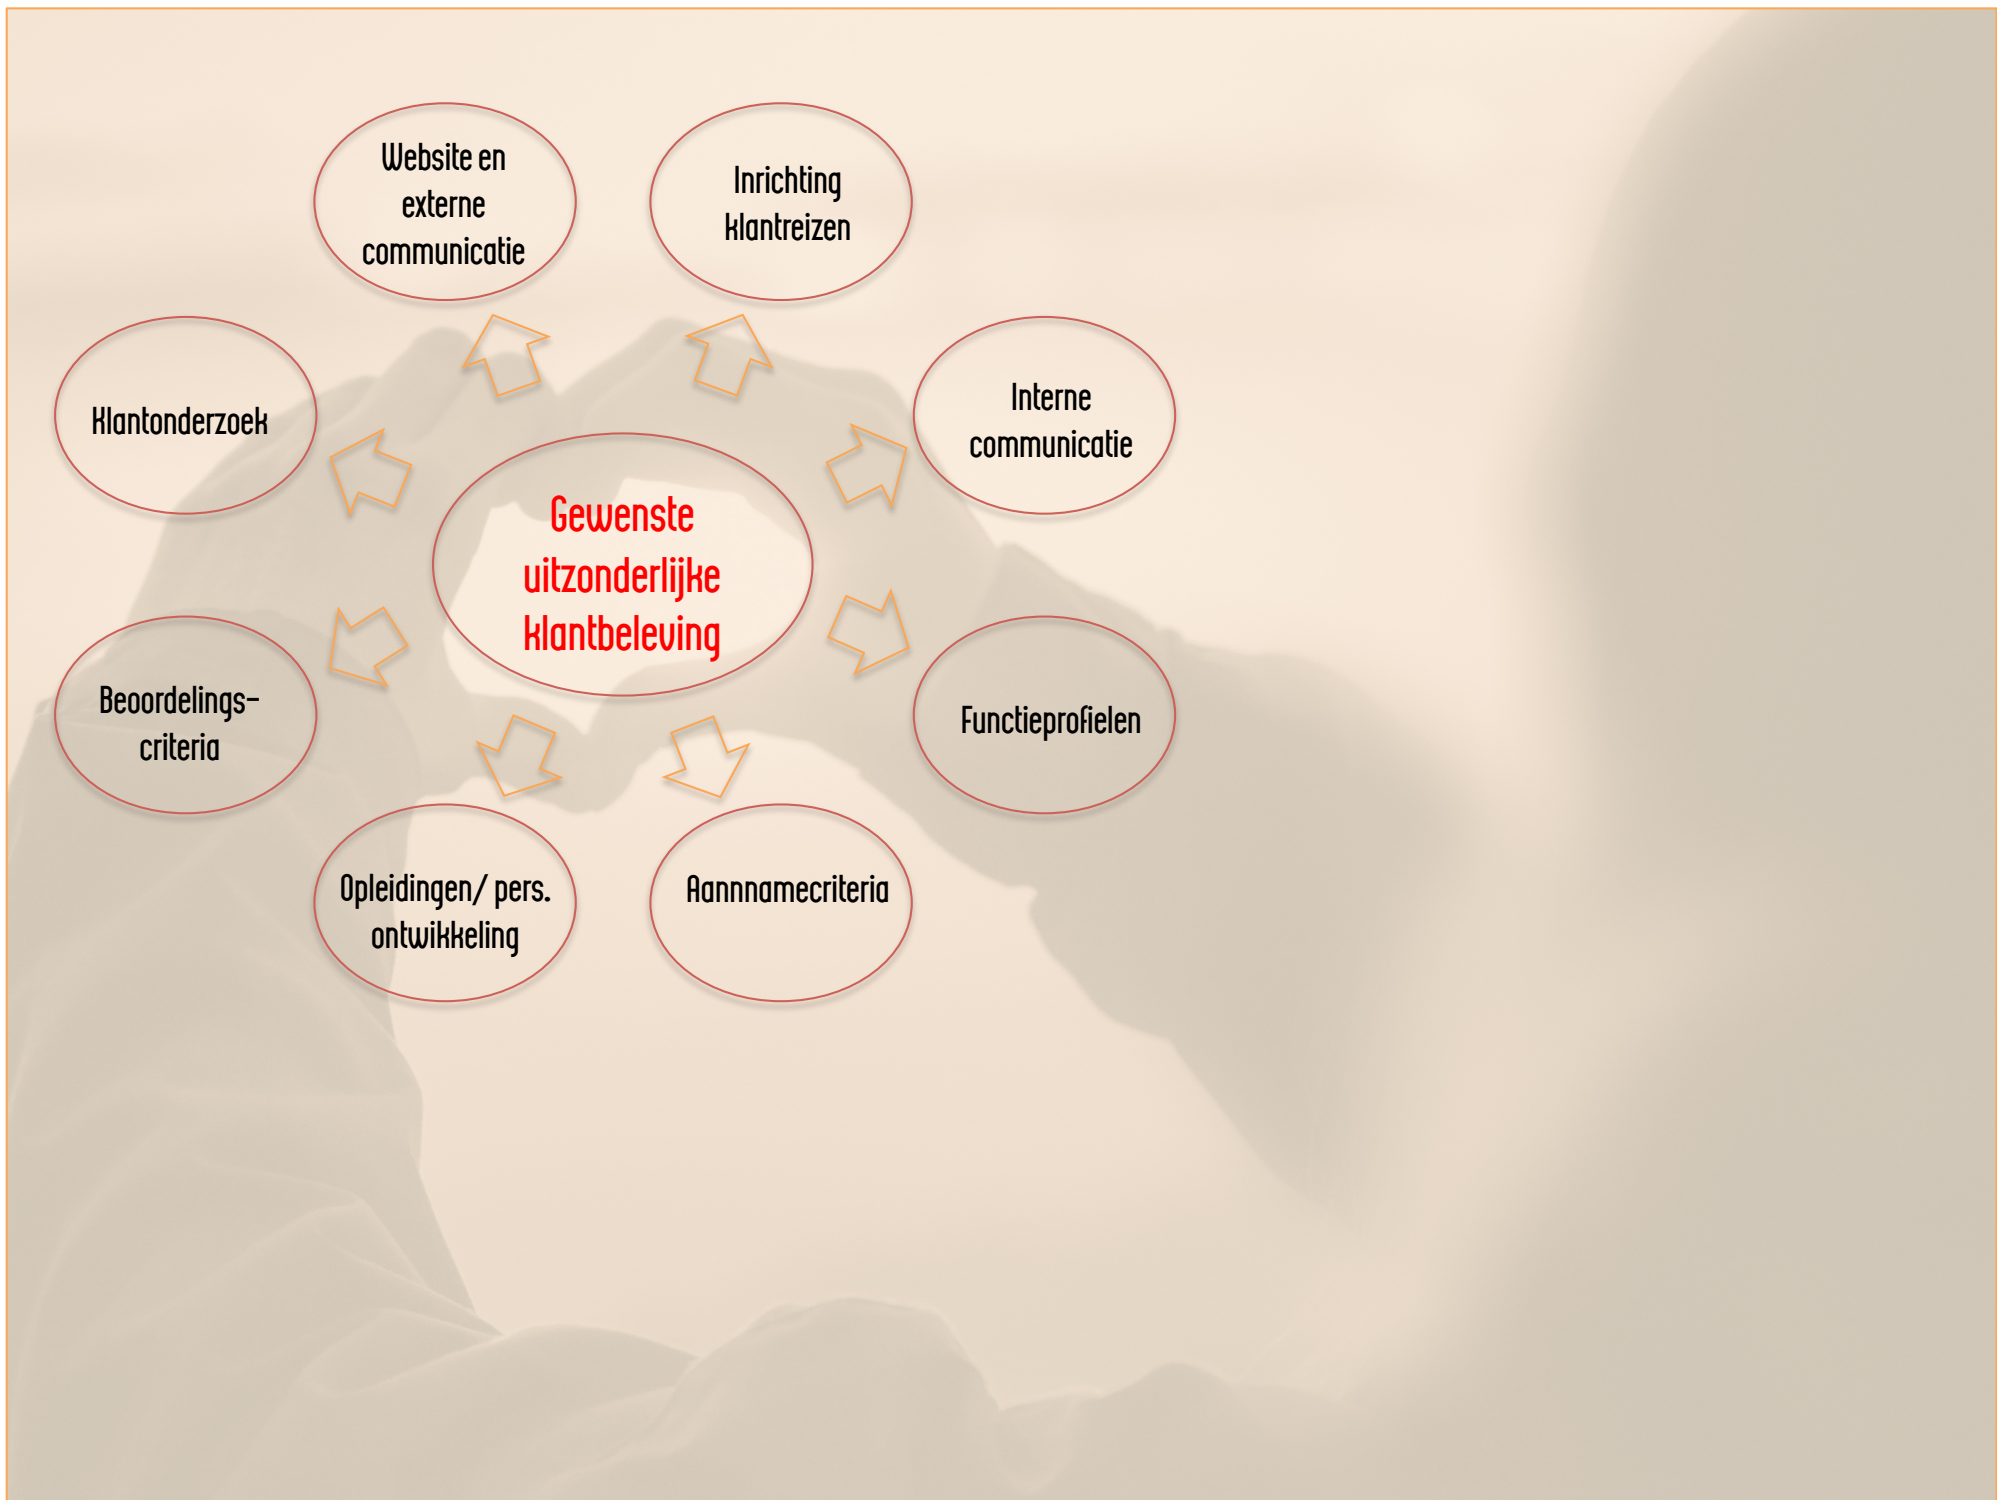 Website en
externe
communicatie
Inrichting
klantreizen
Klantonderzoek
Interne
communicatie
Gewenste
uitzonderlijke
klantbeleving
Beoordelings-
criteria
Functieprofielen
Opleidingen/ pers.
ontwikkeling
Aannnamecriteria